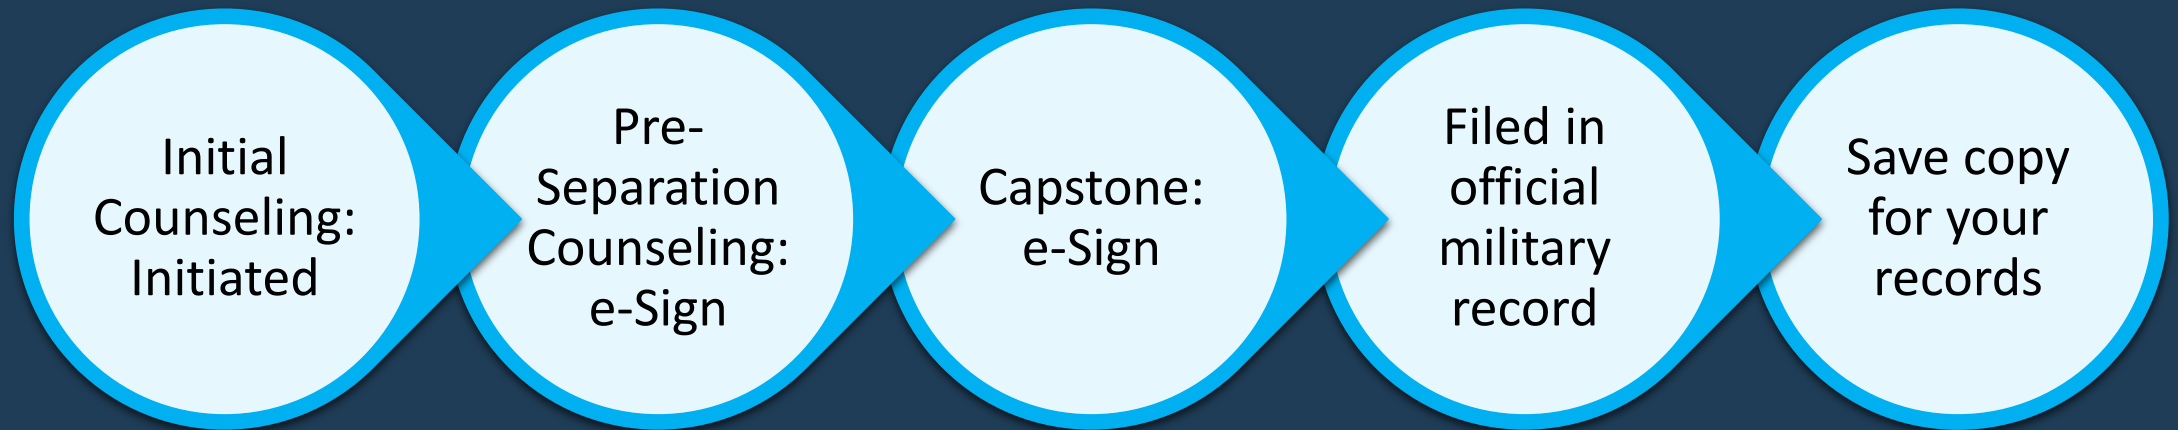 Initial
Counseling:
Initiated
Pre-
Separation
Counseling:
e-Sign
Capstone:
e-Sign
Filed in
official
military
record
Save copy
for your
records